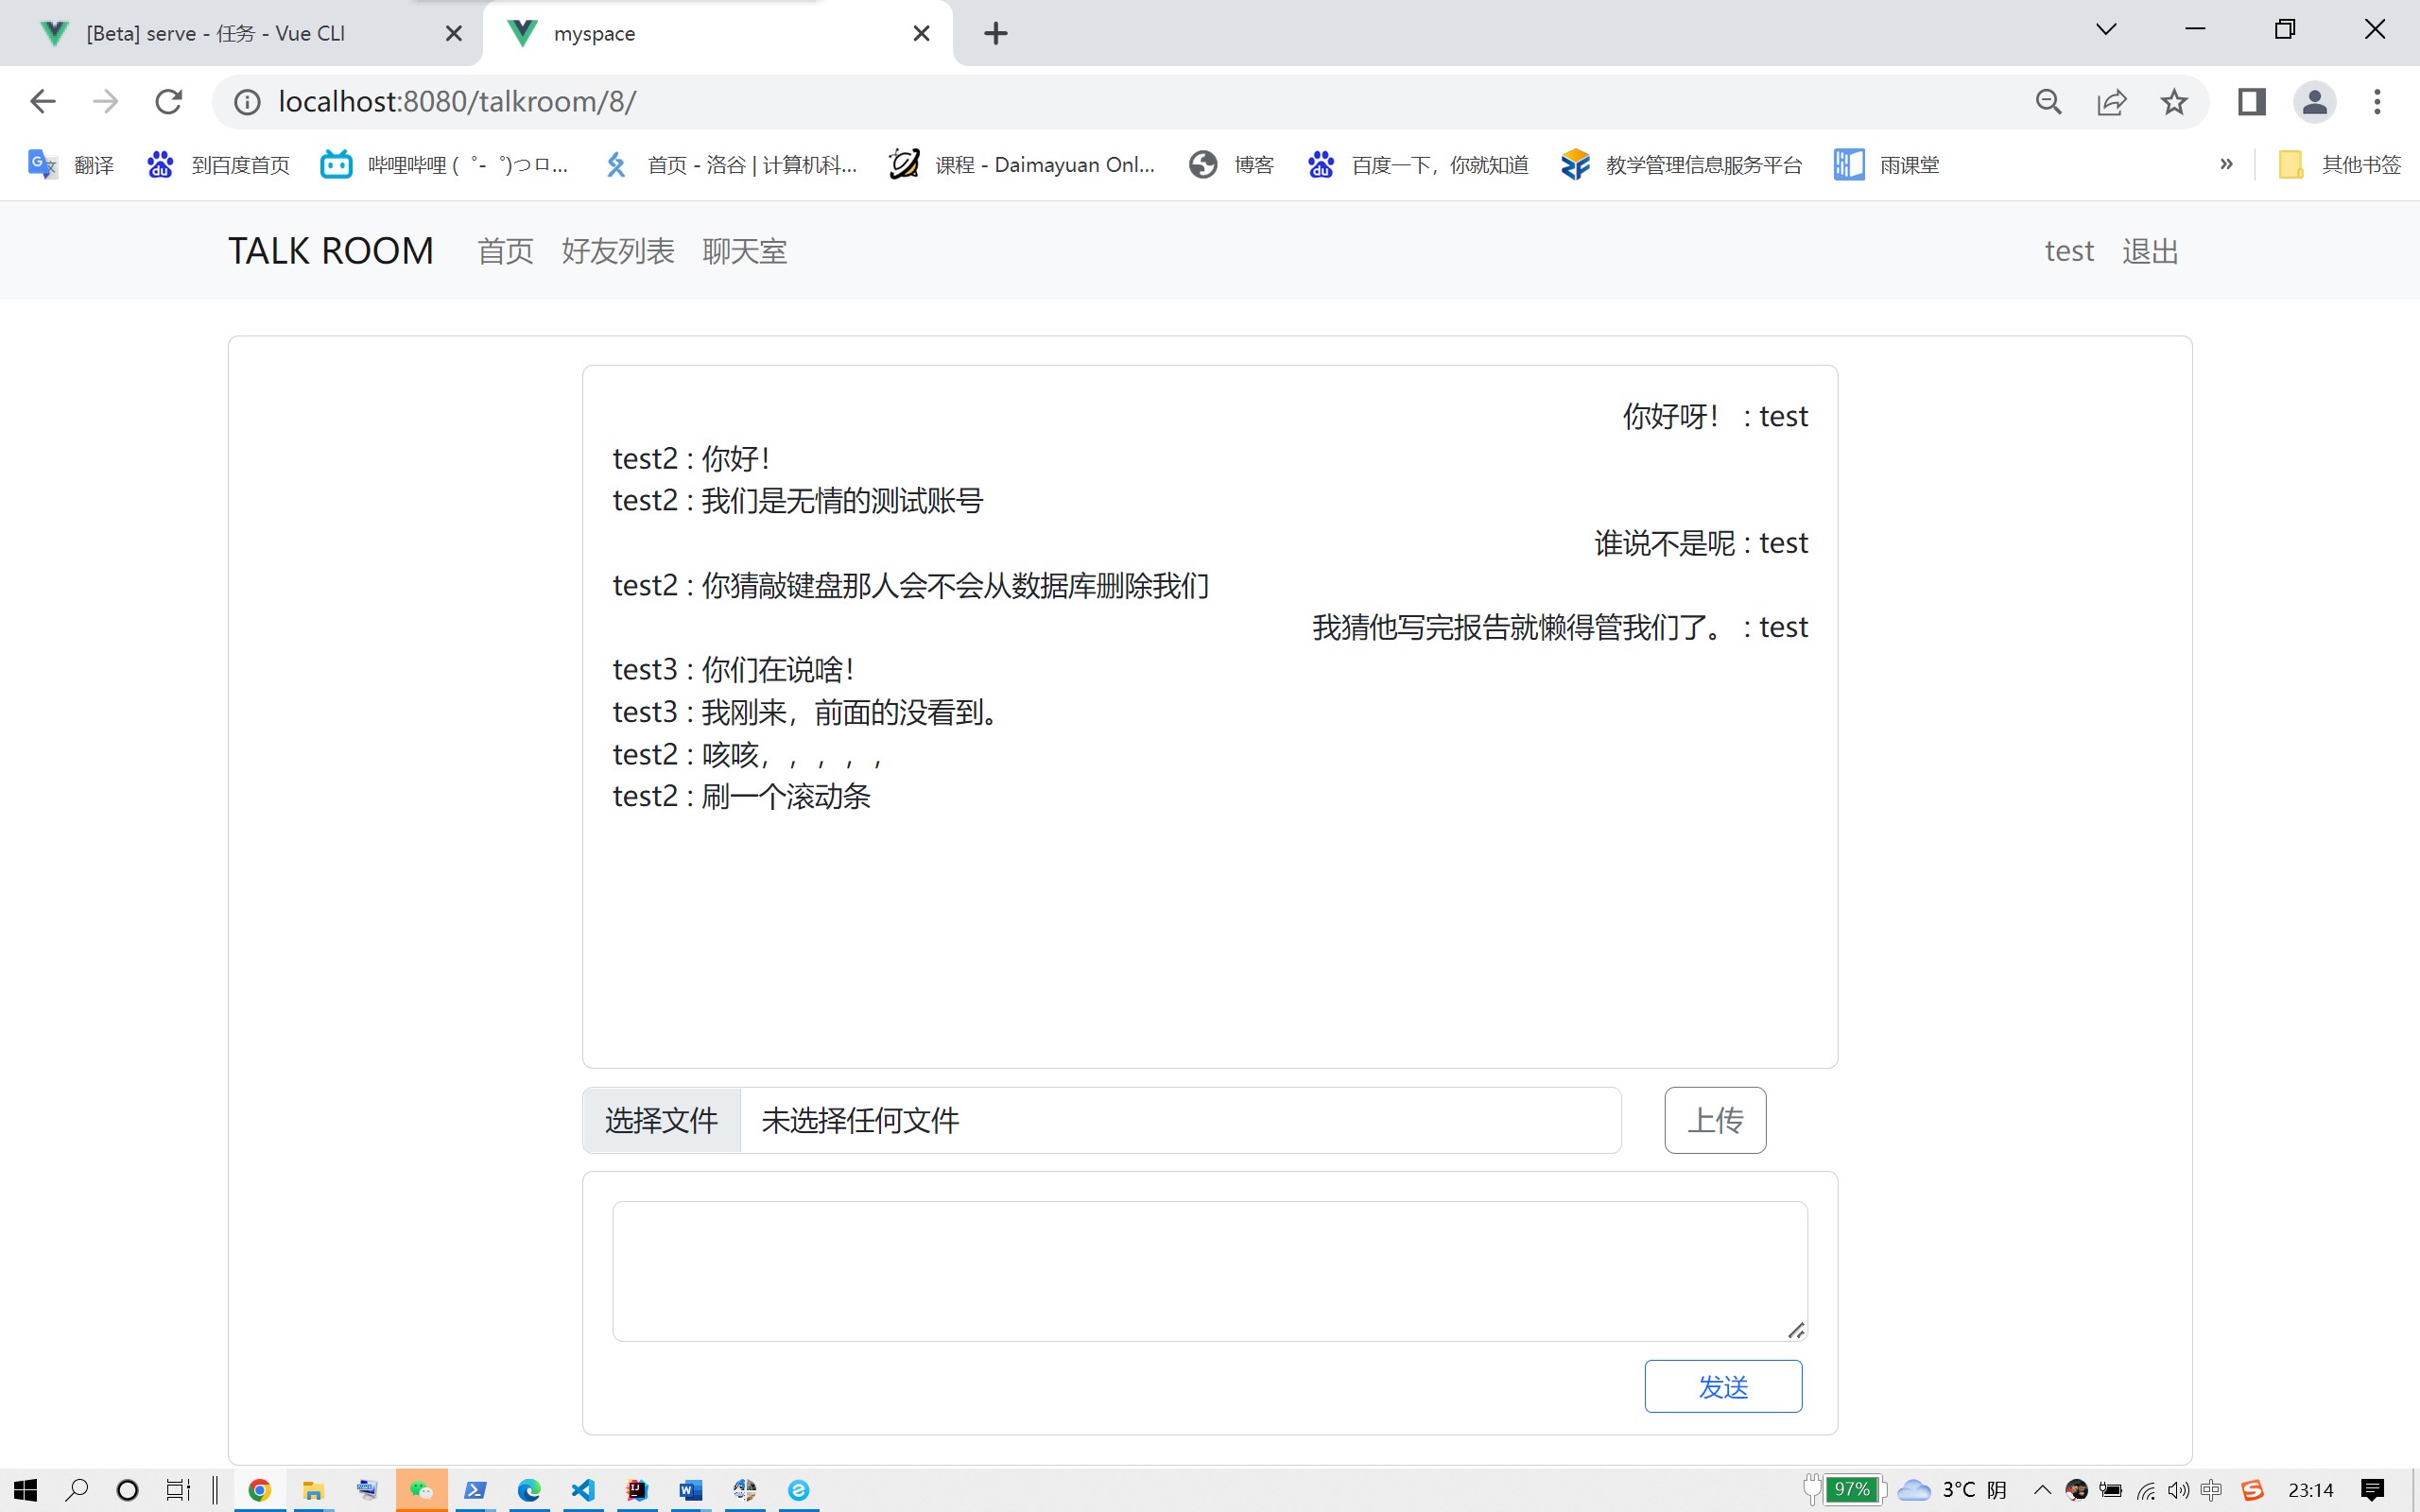 [Beta] serve - 任务 - Vue CLI
myspace
localhost:8080/talkroom/8/
翻译
到百度首页
哔哩哔哩 ( ゜- ゜)つロ...
首页 - 洛谷 | 计算机科...
课程 - Daimayuan Onl...
博客
百度一下，你就知道
教学管理信息服务平台
雨课堂
»
其他书签
TALK ROOM 首页 好友列表 聊天室
test 退出
你好呀！ : test
test2 : 你好！
test2 : 我们是无情的测试账号
谁说不是呢 : test
test2 : 你猜敲键盘那人会不会从数据库删除我们
我猜他写完报告就懒得管我们了。 : test
test3 : 你们在说啥！
test3 : 我刚来，前面的没看到。
test2 : 咳咳，，，，，
test2 : 刷一个滚动条
选择文件 未选择任何文件
上传
发送
97%
3°C 阴
中
23:14